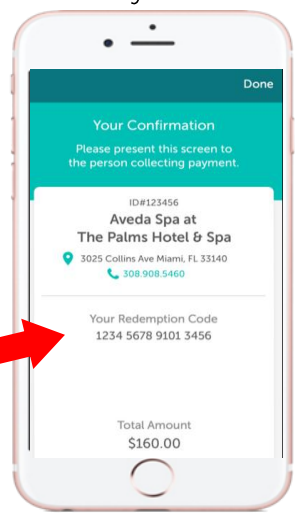 Done
Your Confirmation
Please present this screen to
the person collecting payment.
ID#123456
Aveda Spa at
The Palms Hotel & Spa
3025 Collins Ave Miami, FL 33140
308.908.5460
Your Redemption Code
1234 5678 9101 3456
Total Amount
$160.00